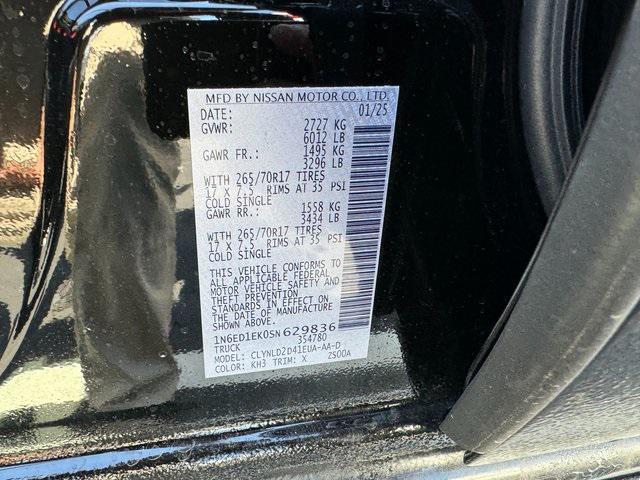 MFD BY NISSAN MOTOR CO., LTD.
DATE: 01/25
GVWR: 2727 KG
6012 LB
GAWR FR.: 1495 KG
3296 LB
WITH 265/70R17 TIRES
17 X 7.5 RIMS AT 35 PSI
COLD SINGLE
GAWR RR.: 1558 KG
3434 LB
WITH 265/70R17 TIRES
17 X 7.5 RIMS AT 35 PSI
COLD SINGLE
THIS VEHICLE CONFORMS TO
ALL APPLICABLE FEDERAL
MOTOR VEHICLE SAFETY AND
THEFT PREVENTION
STANDARDS IN EFFECT ON
THE DATE OF MANUFACTURE
SHOWN ABOVE.
1N6ED1EK0SN629836
TRUCK 354780
MODEL: CLYNLD2D41EUA-AA-D
COLOR: KH3 TRIM: X ZS00A